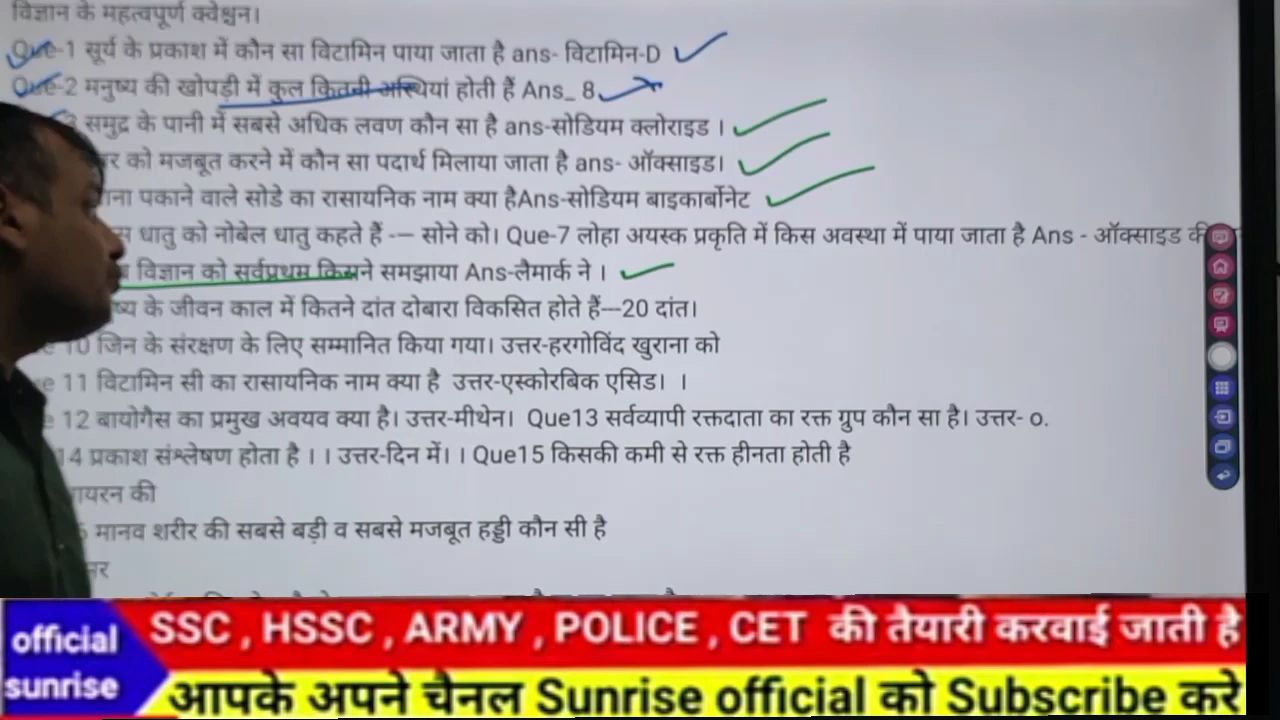 विज्ञान के महत्वपूर्ण क्वेश्चन।
Que-1 सूर्य के प्रकाश में कौन सा विटामिन पाया जाता है ans- विटामिन-D
Que-2 मनुष्य की खोपड़ी में कुल कितनी अस्थियां होती हैं Ans_ 8
समुद्र के पानी में सबसे अधिक लवण कौन सा है ans-सोडियम क्लोराइड ।
को मजबूत करने में कौन सा पदार्थ मिलाया जाता है ans- ऑक्साइड।
पकाने वाले सोडे का रासायनिक नाम क्या हैAns-सोडियम बाइकार्बोनेट
धातु को नोबेल धातु कहते हैं -— सोने को। Que-7 लोहा अयस्क प्रकृति में किस अवस्था में पाया जाता है Ans - ऑक्साइड की
विज्ञान को सर्वप्रथम किसने समझाया Ans-लैमार्क ने ।
के जीवन काल में कितने दांत दोबारा विकसित होते हैं—20 दांत।
10 जिन के संरक्षण के लिए सम्मानित किया गया। उत्तर-हरगोविंद खुराना को
11 विटामिन सी का रासायनिक नाम क्या है उत्तर-एस्कोरबिक एसिड। ।
12 बायोगैस का प्रमुख अवयव क्या है। उत्तर-मीथेन। Que13 सर्वव्यापी रक्तदाता का रक्त ग्रुप कौन सा है। उत्तर- o.
14 प्रकाश संश्लेषण होता है । । उत्तर-दिन में। । Que15 किसकी कमी से रक्त हीनता होती है
की
मानव शरीर की सबसे बड़ी व सबसे मजबूत हड्डी कौन सी है
official sunrise
SSC , HSSC , ARMY , POLICE , CET की तैयारी करवाई जाती है
आपके अपने चैनल Sunrise official को Subscribe करे